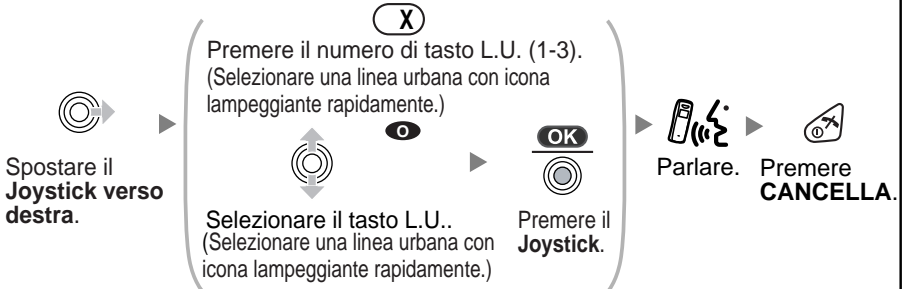 X
Premere il numero di tasto L.U. (1-3).
(Selezionare una linea urbana con icona
lampeggiante rapidamente.)
O
OK
Spostare il
Joystick verso
destra.
Selezionare il tasto L.U..
(Selezionare una linea urbana con
icona lampeggiante rapidamente.)
Premere il
Joystick.
Parlare.
Premere
CANCELLA.